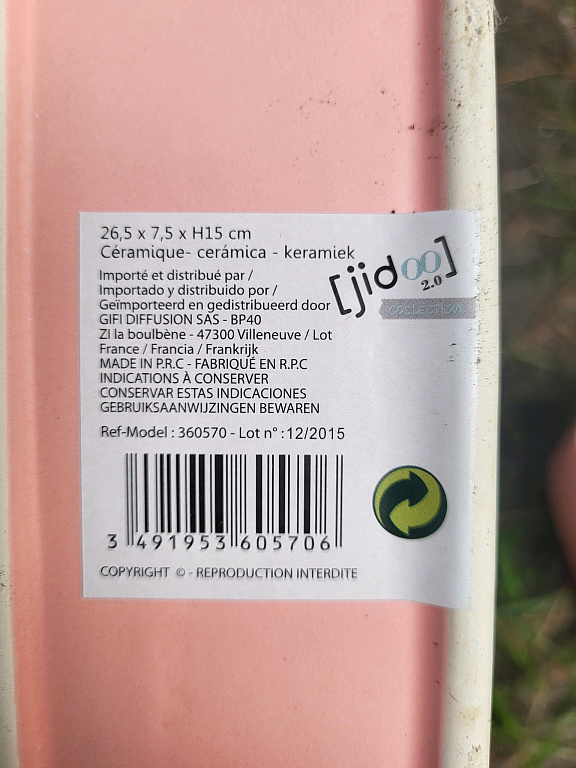 26,5 x 7,5 x H15 cm
Céramique- cerámica - keramiek
[jidoo]
2.0
COLLECTION
Importé et distribué par /
Importado y distribuido por /
Geïmporteerd en gedistribueerd door
GIFI DIFFUSION SAS - BP40
ZI la boulbène - 47300 Villeneuve / Lot
France / Francia / Frankrijk
MADE IN P.R.C - FABRIQUÉ EN R.P.C
INDICATIONS À CONSERVER
CONSERVAR ESTAS INDICACIONES
GEBRUIKSAANWIJZINGEN BEWAREN
Ref-Model : 360570 - Lot n° : 12/2015
3 491953 605706
COPYRIGHT © - REPRODUCTION INTERDITE